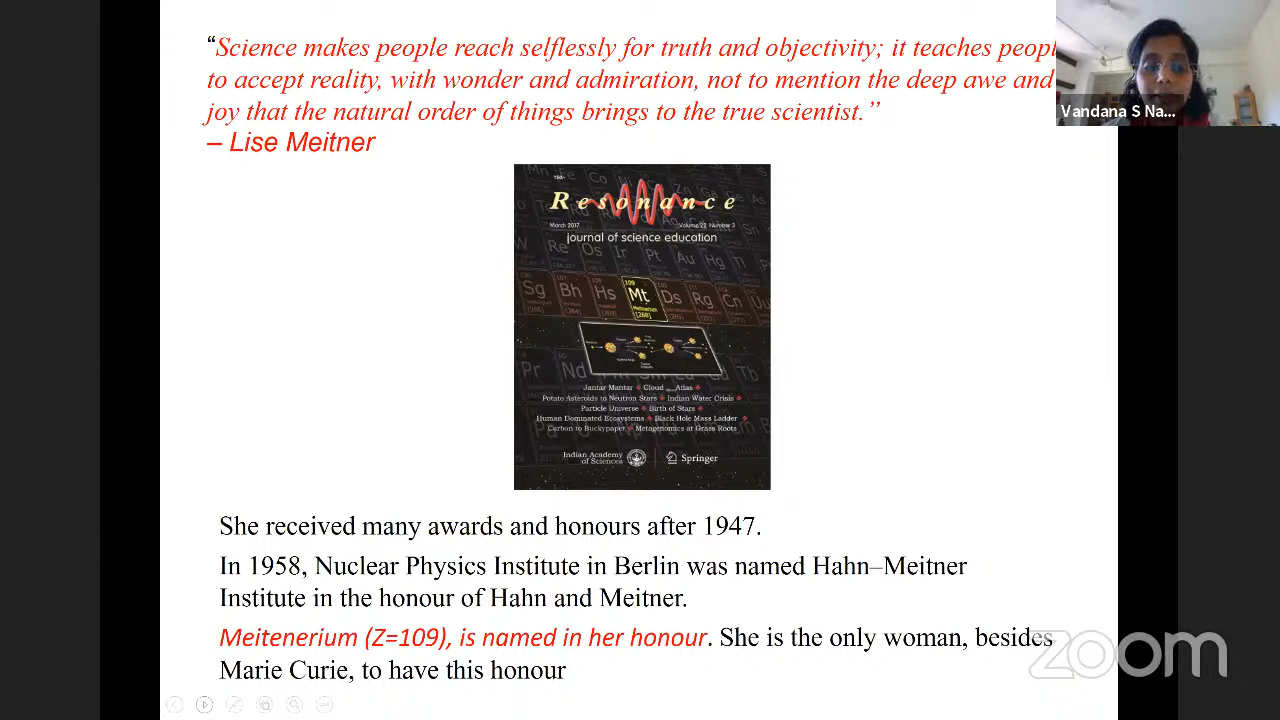 “Science makes people reach selflessly for truth and objectivity; it teaches peopl
to accept reality, with wonder and admiration, not to mention the deep awe and
joy that the natural order of things brings to the true scientist.”
– Lise Meitner
Vandana S Na...
Resonance
March 2017 Volume 22 Number 3
journal of science education
Sg Bh Hs Mt Ds Rg Cn Uu
Jantar Mantar ❖ Cloud Atlas ❖
Potato Asteroids to Neutron Stars ❖ Indian Water Crisis ❖
Particle Universe ❖ Birth of Stars ❖
Human Dominated Ecosystems ❖ Black Hole Mass Ladder ❖
Carbon to Buckypaper ❖ Metagenomics at Grass Roots
Indian Academy
of Sciences
Springer
She received many awards and honours after 1947.
In 1958, Nuclear Physics Institute in Berlin was named Hahn–Meitner
Institute in the honour of Hahn and Meitner.
Meitenerium (Z=109), is named in her honour. She is the only woman, besides
Marie Curie, to have this honour
zoom